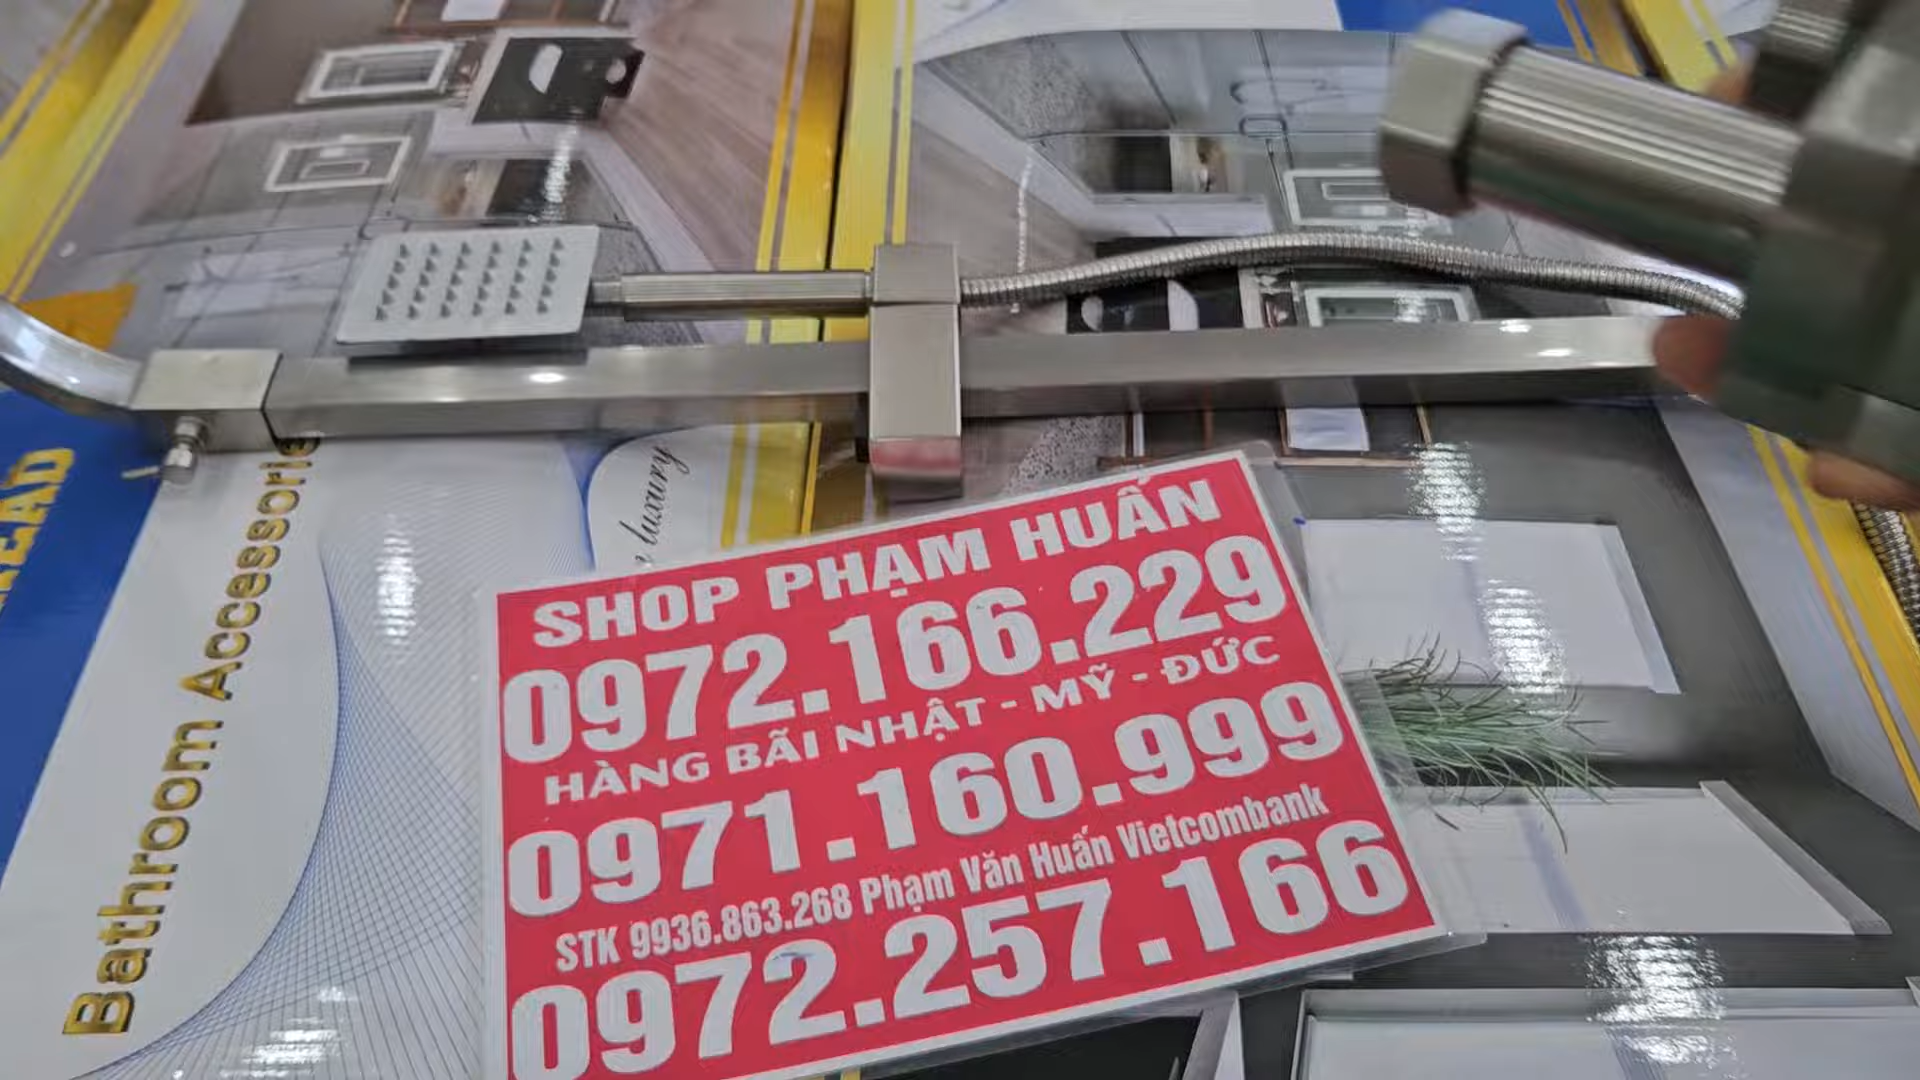 SHOP PHẠM HUẤN
0972.166.229
HÀNG BÃI NHẬT - MỸ - ĐỨC
0971.160.999
STK 9936.863.268 Phạm Văn Huấn Vietcombank
0972.257.166
Bathroom Accessorie
luxury